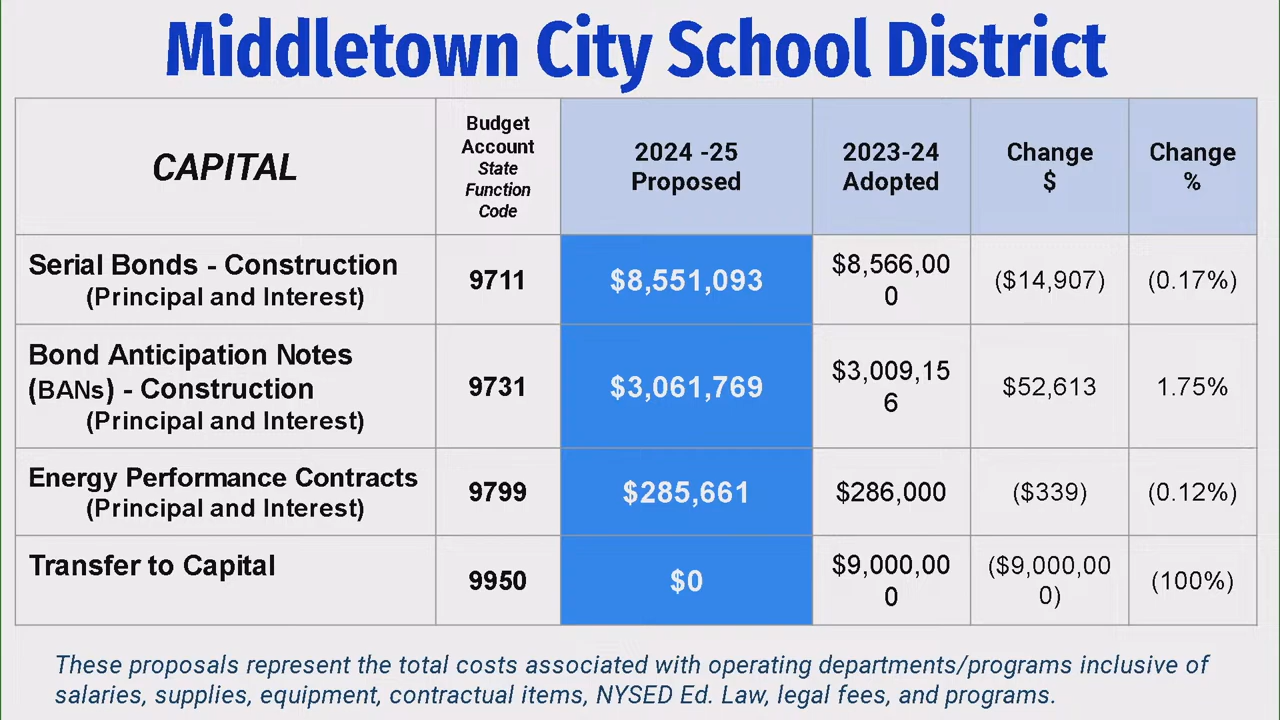 Middletown City School District
CAPITAL
Budget
Account
State
Function
Code
2024 -25
Proposed
2023-24
Adopted
Change
$
Change
%
Serial Bonds - Construction
(Principal and Interest)
9711
$8,551,093
$8,566,00
0
($14,907)
(0.17%)
Bond Anticipation Notes
(BANs) - Construction
(Principal and Interest)
9731
$3,061,769
$3,009,15
6
$52,613
1.75%
Energy Performance Contracts
(Principal and Interest)
9799
$285,661
$286,000
($339)
(0.12%)
Transfer to Capital
9950
$0
$9,000,00
0
($9,000,00
0)
(100%)
These proposals represent the total costs associated with operating departments/programs inclusive of
salaries, supplies, equipment, contractual items, NYSED Ed. Law, legal fees, and programs.